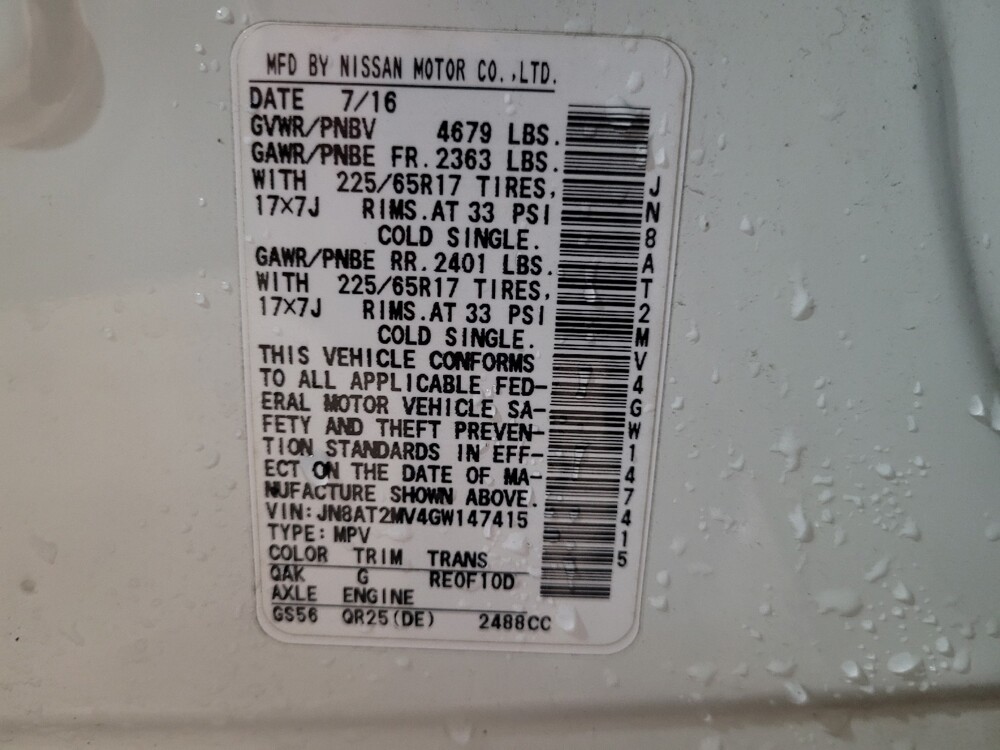 MFD BY NISSAN MOTOR CO.,LTD.
DATE 7/16
GVWR/PNBV 4679 LBS.
GAWR/PNBE FR.2363 LBS.
WITH 225/65R17 TIRES,
17×7J RIMS.AT 33 PSI
COLD SINGLE.
GAWR/PNBE RR.2401 LBS.
WITH 225/65R17 TIRES,
17×7J RIMS.AT 33 PSI
COLD SINGLE.
THIS VEHICLE CONFORMS
TO ALL APPLICABLE FED-
ERAL MOTOR VEHICLE SA-
FETY AND THEFT PREVEN-
TION STANDARDS IN EFF-
ECT ON THE DATE OF MA-
NUFACTURE SHOWN ABOVE.
VIN:JN8AT2MV4GW147415
TYPE:MPV
COLOR TRIM TRANS
QAK G RE0F10D
AXLE ENGINE
GS56 QR25(DE) 2488CC
JN8AT2MV4GW147415